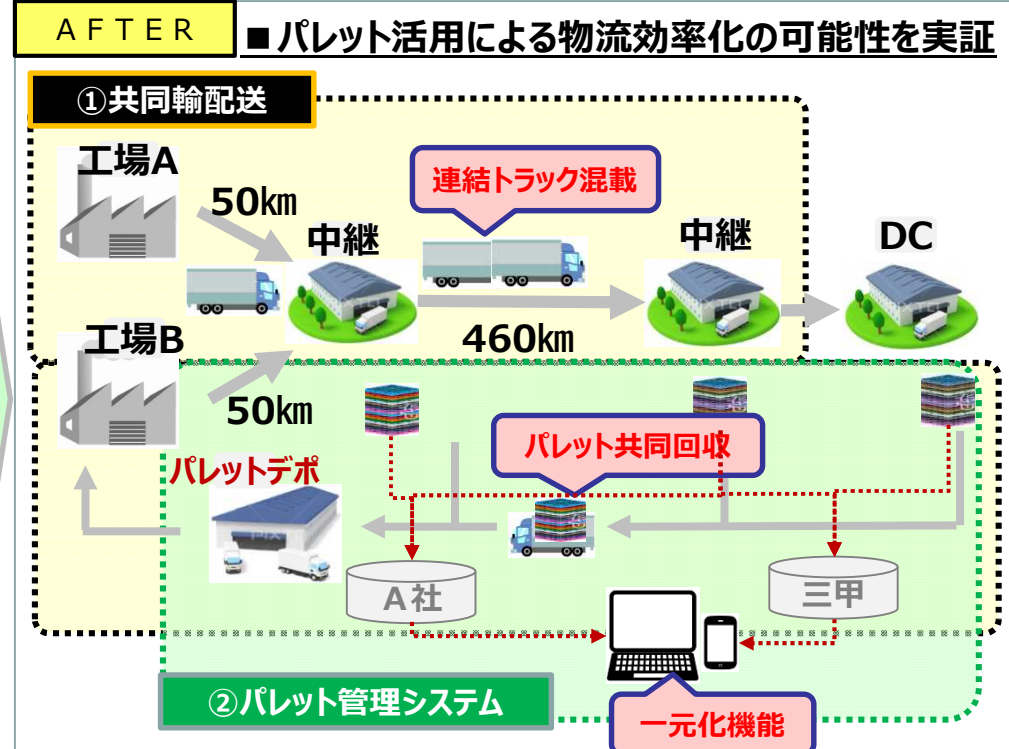 AFTER
■パレット活用による物流効率化の可能性を実証
①共同輸配送
工場A
50㎞
連結トラック混載
中継
中継
DC
工場B
460㎞
50㎞
パレット共同回収
パレットデポ
A社
三甲
②パレット管理システム
一元化機能